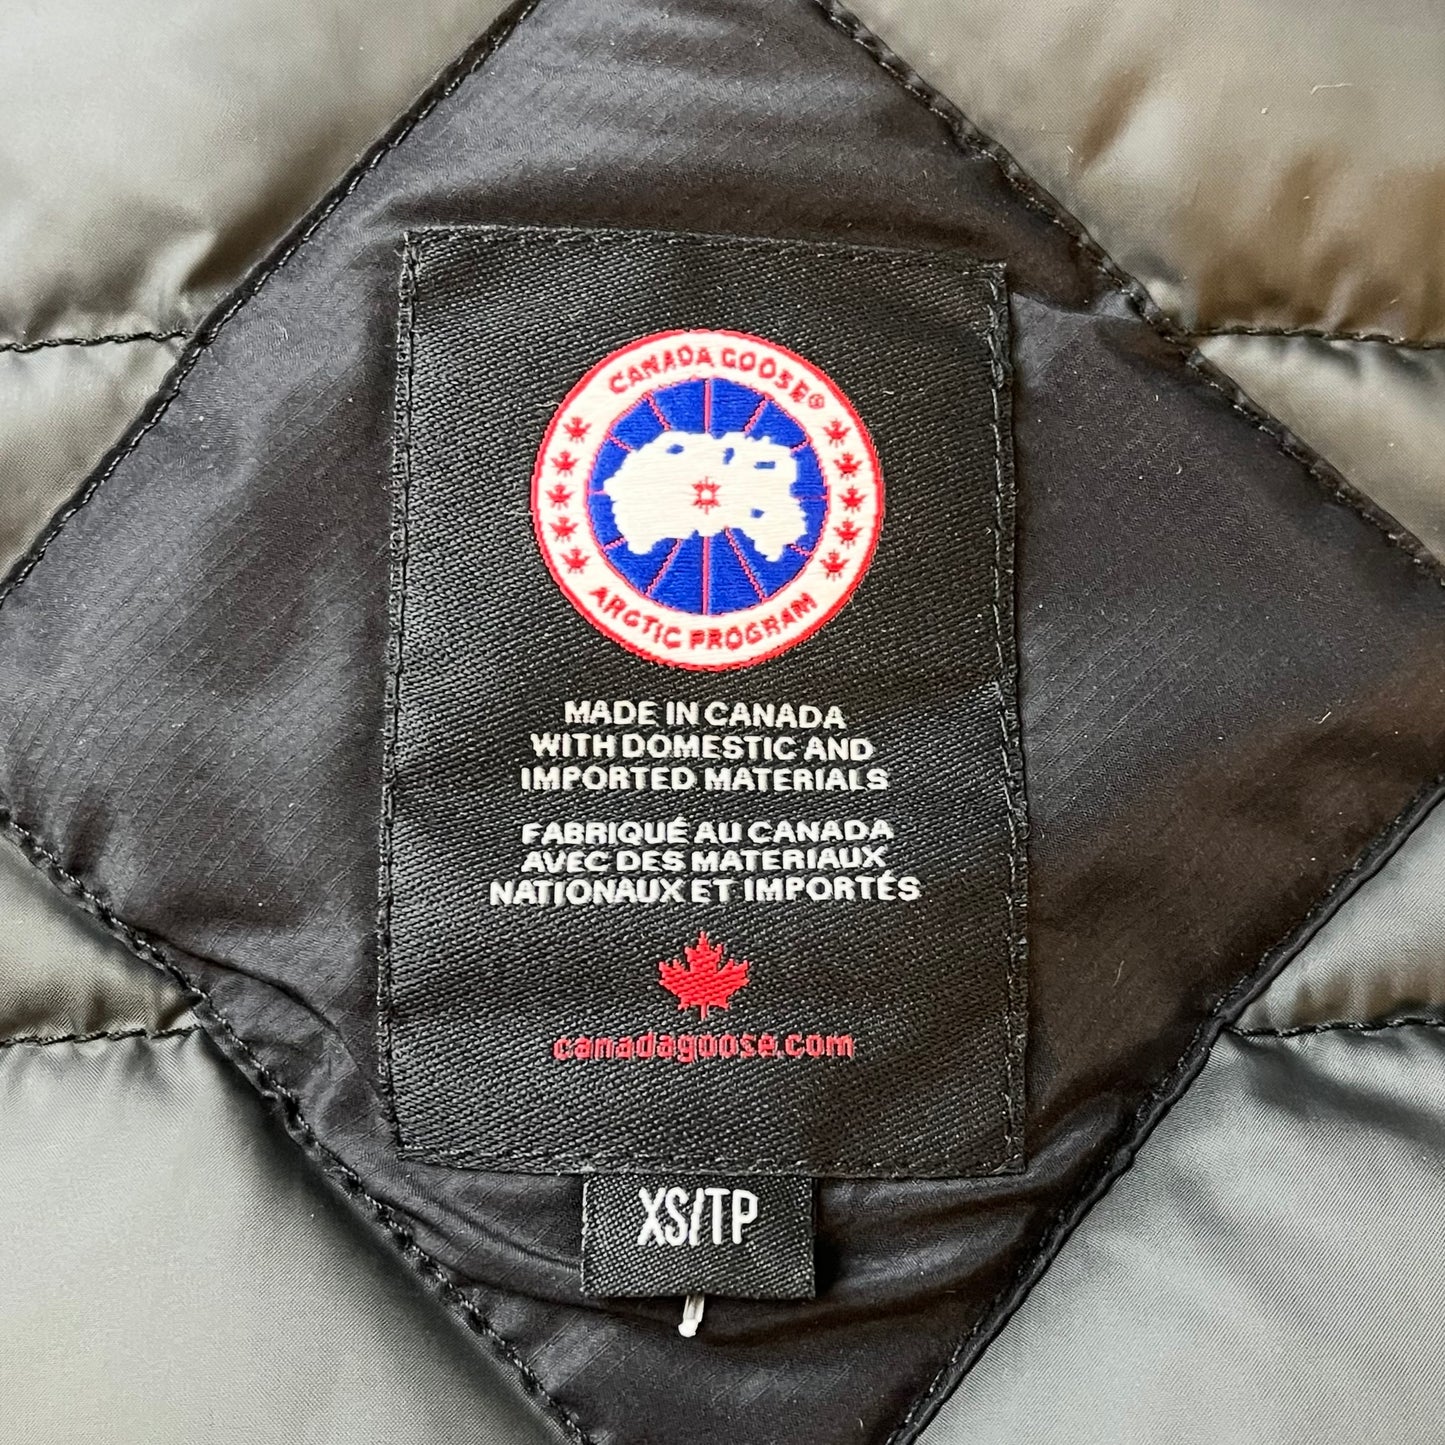 CANADA GOOSE®
ARCTIC PROGRAM
MADE IN CANADA
WITH DOMESTIC AND
IMPORTED MATERIALS
FABRIQUÉ AU CANADA
AVEC DES MATERIAUX
NATIONAUX ET IMPORTÉS
canadagoose.com
XS/TP